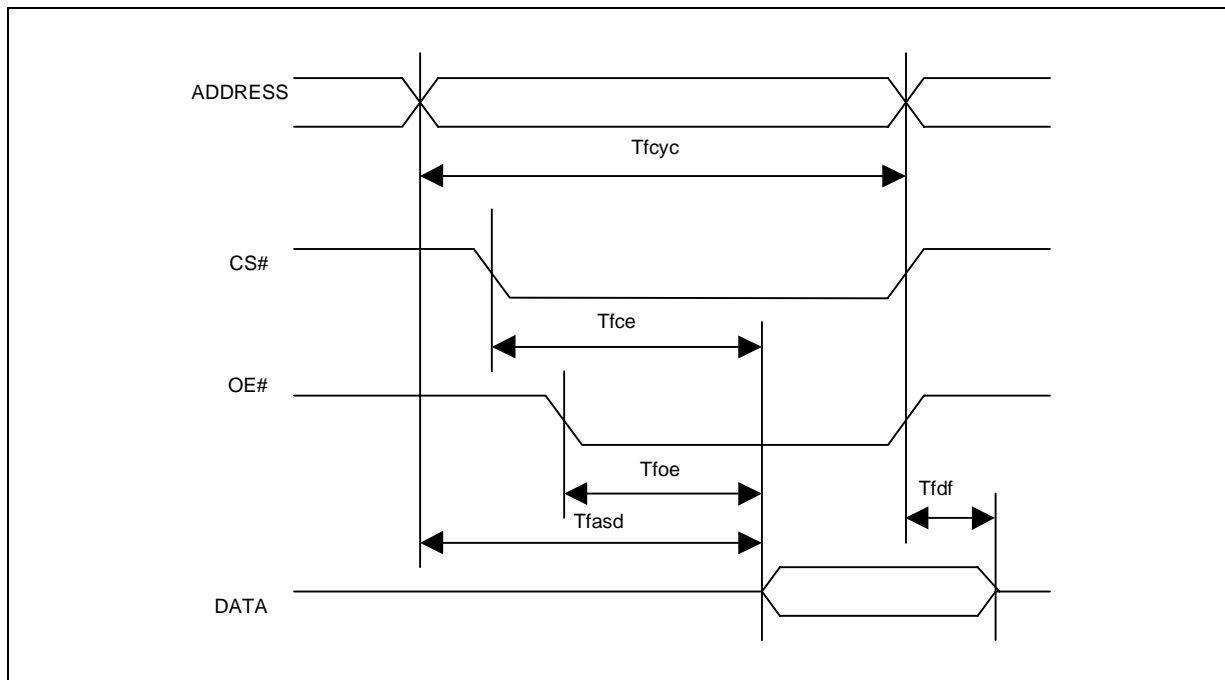 ADDRESS
Tfcyc
CS#
Tfce
OE#
Tfoe
Tfdf
Tfasd
DATA